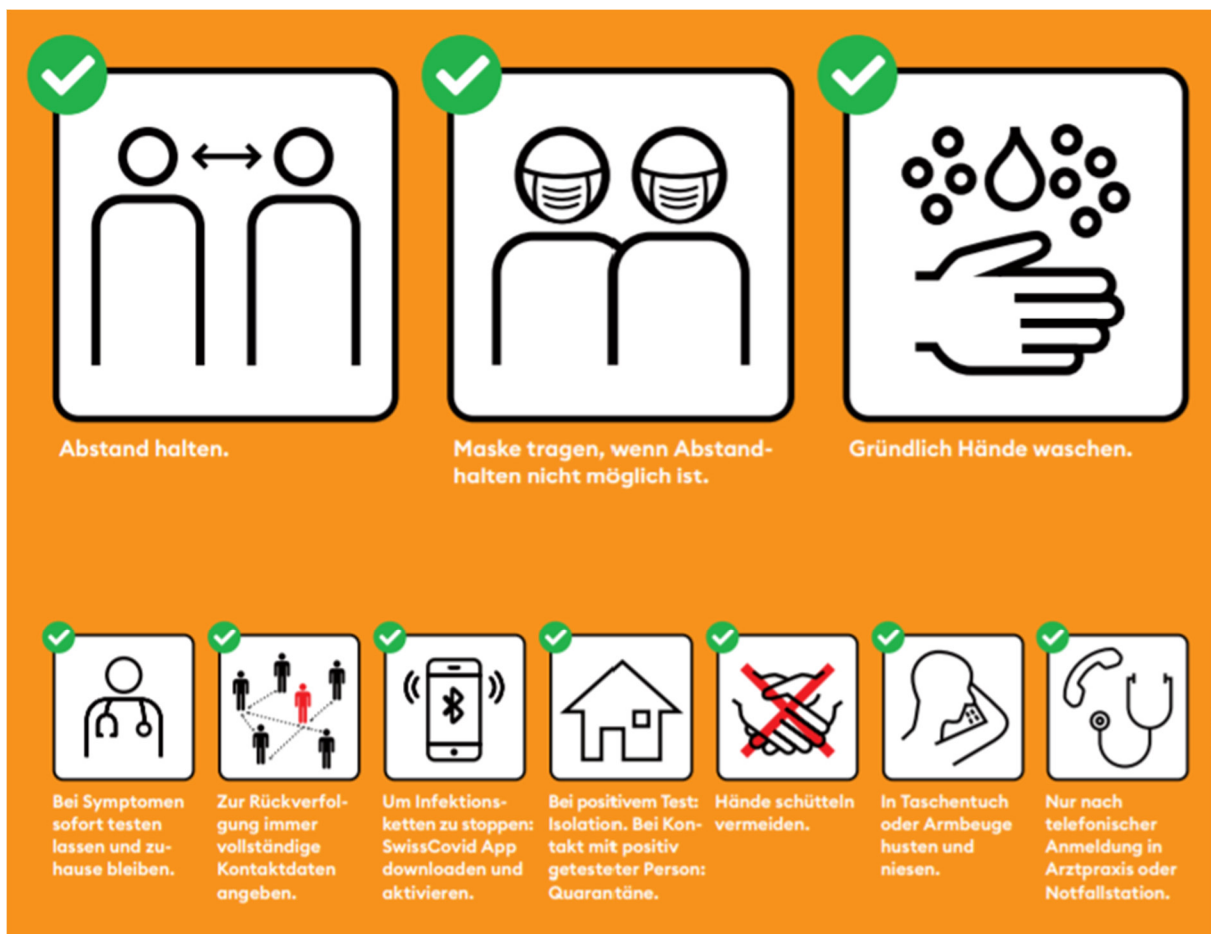 Abstand halten.
Maske tragen, wenn Abstand-
halten nicht möglich ist.
Gründlich Hände waschen.
Bei Symptomen
sofort testen
lassen und zu-
hause bleiben.
Zur Rückverfol-
gung immer
vollständige
Kontaktdaten
angeben.
Um Infektions-
ketten zu stoppen:
SwissCovid App
downloaden und
aktivieren.
Bei positivem Test:
Isolation. Bei Kon-
takt mit positiv
getesteter Person:
Quarantäne.
Hände schütteln
vermeiden.
In Taschentuch
oder Armbeuge
husten und
niesen.
Nur nach
telefonischer
Anmeldung in
Arztpraxis oder
Notfallstation.